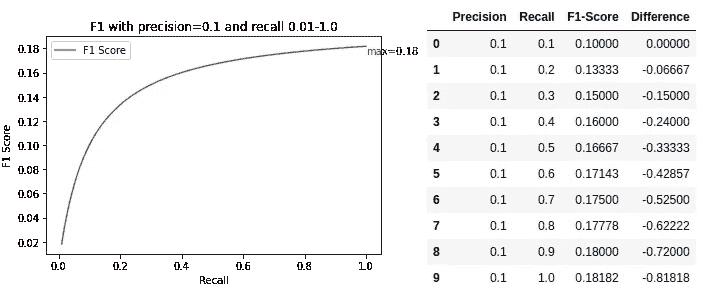 F1 with precision=0.1 and recall 0.01-1.0
F1 Score
max=0.18
0.18
0.16
0.14
0.12
0.10
0.08
0.06
0.04
0.02
F1 Score
0.0 0.2 0.4 0.6 0.8 1.0
Recall
Precision Recall F1-Score Difference
0 0.1 0.1 0.10000 0.00000
1 0.1 0.2 0.13333 -0.06667
2 0.1 0.3 0.15000 -0.15000
3 0.1 0.4 0.16000 -0.24000
4 0.1 0.5 0.16667 -0.33333
5 0.1 0.6 0.17143 -0.42857
6 0.1 0.7 0.17500 -0.52500
7 0.1 0.8 0.17778 -0.62222
8 0.1 0.9 0.18000 -0.72000
9 0.1 1.0 0.18182 -0.81818